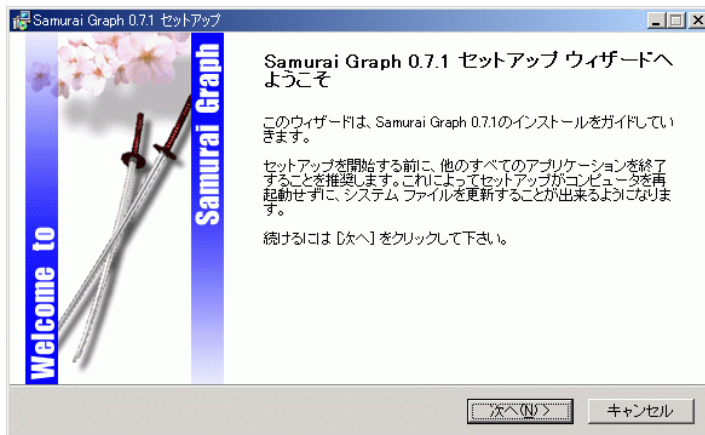 Samurai Graph 0.7.1 セットアップ
Welcome to
Samurai Graph
Samurai Graph 0.7.1 セットアップ ウィザードへ
ようこそ
このウィザードは、Samurai Graph 0.7.1のインストールをガイドしてい
きます。
セットアップを開始する前に、他のすべてのアプリケーションを終了
することを推奨します。これによってセットアップがコンピュータを再
起動せずに、システム ファイルを更新することが出来るようになりま
す。
続けるには [次へ] をクリックして下さい。
次へ(N) >
キャンセル